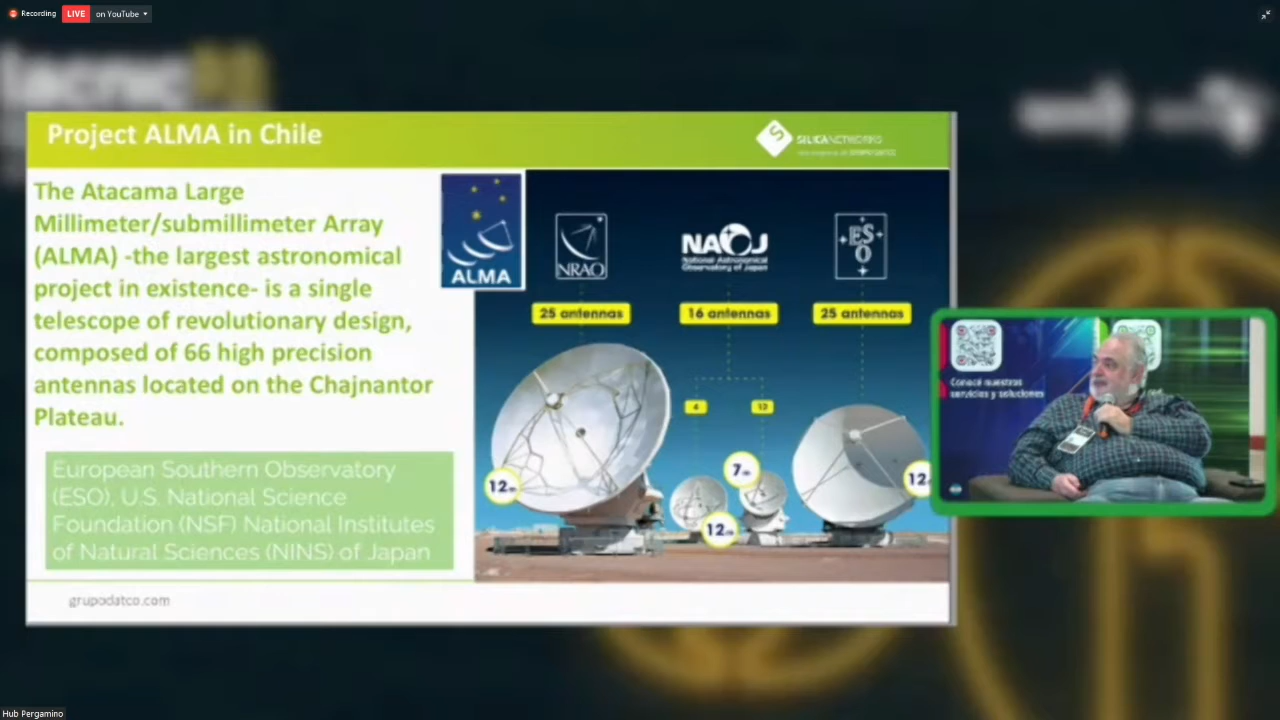 Recording
LIVE
on YouTube
Project ALMA in Chile
SILICANETWORKS
The Atacama Large
Millimeter/submillimeter Array
(ALMA) -the largest astronomical
project in existence- is a single
telescope of revolutionary design,
composed of 66 high precision
antennas located on the Chajnantor
Plateau.
European Southern Observatory
(ESO), U.S. National Science
Foundation (NSF) National Institutes
of Natural Sciences (NINS) of Japan
ALMA
NRAO
NAOJ
National Astronomical
Observatory of Japan
ES
O
25 antennas
16 antennas
25 antennas
4
12
12m
7m
12m
12
Conocé nuestros
servicios y soluciones
grupodatco.com
Hub Pergamino